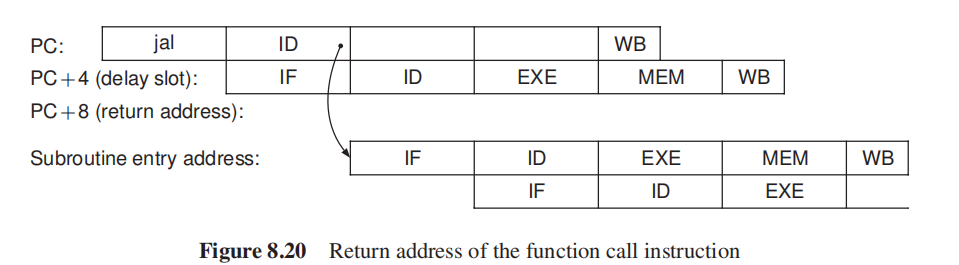 PC: jal ID WB
PC+4 (delay slot): IF ID EXE MEM WB
PC+8 (return address):
Subroutine entry address: IF ID EXE MEM WB
IF ID EXE
Figure 8.20 Return address of the function call instruction